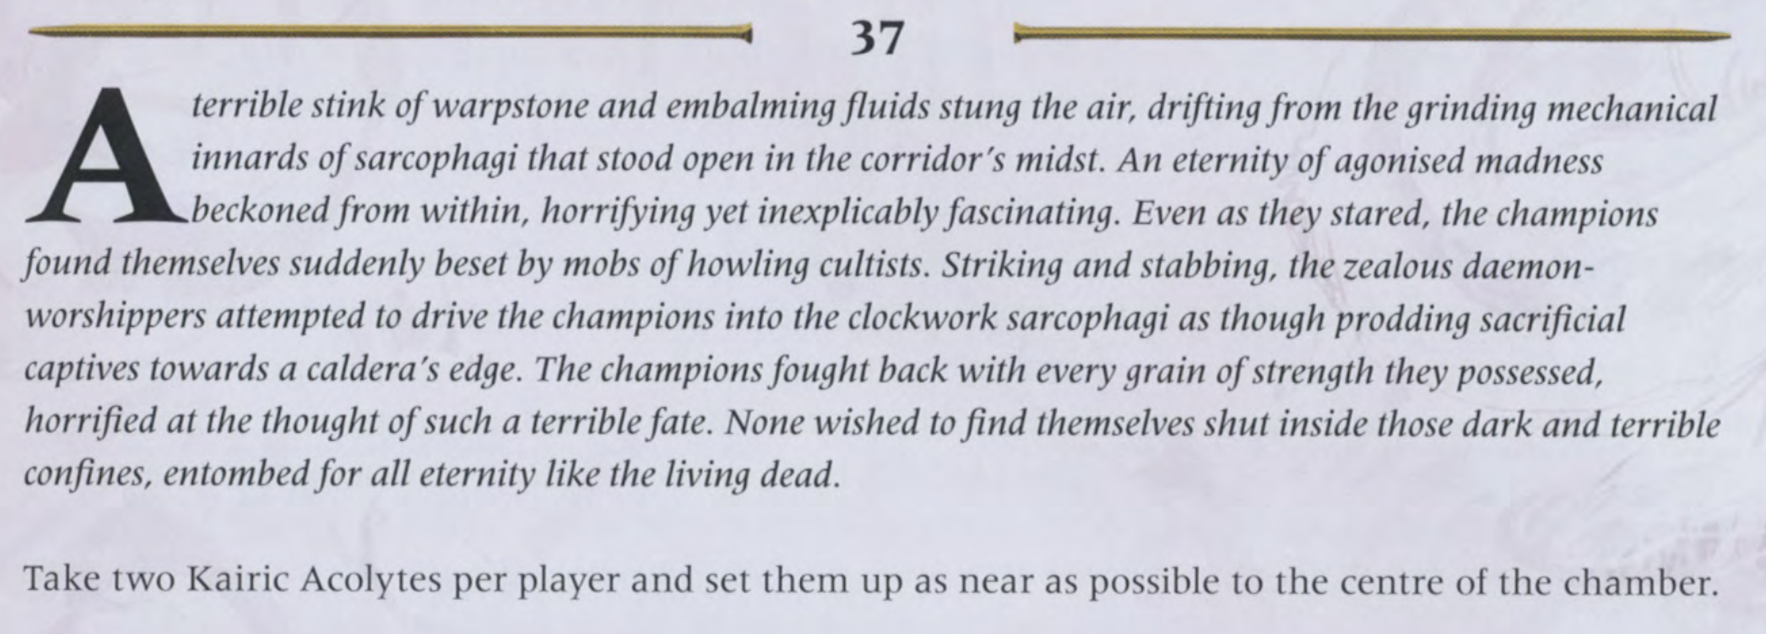 37
A terrible stink of warpstone and embalming fluids stung the air, drifting from the grinding mechanical
innards of sarcophagi that stood open in the corridor's midst. An eternity of agonised madness
beckoned from within, horrifying yet inexplicably fascinating. Even as they stared, the champions
found themselves suddenly beset by mobs of howling cultists. Striking and stabbing, the zealous daemon-
worshippers attempted to drive the champions into the clockwork sarcophagi as though prodding sacrificial
captives towards a caldera's edge. The champions fought back with every grain of strength they possessed,
horrified at the thought of such a terrible fate. None wished to find themselves shut inside those dark and terrible
confines, entombed for all eternity like the living dead.
Take two Kairic Acolytes per player and set them up as near as possible to the centre of the chamber.